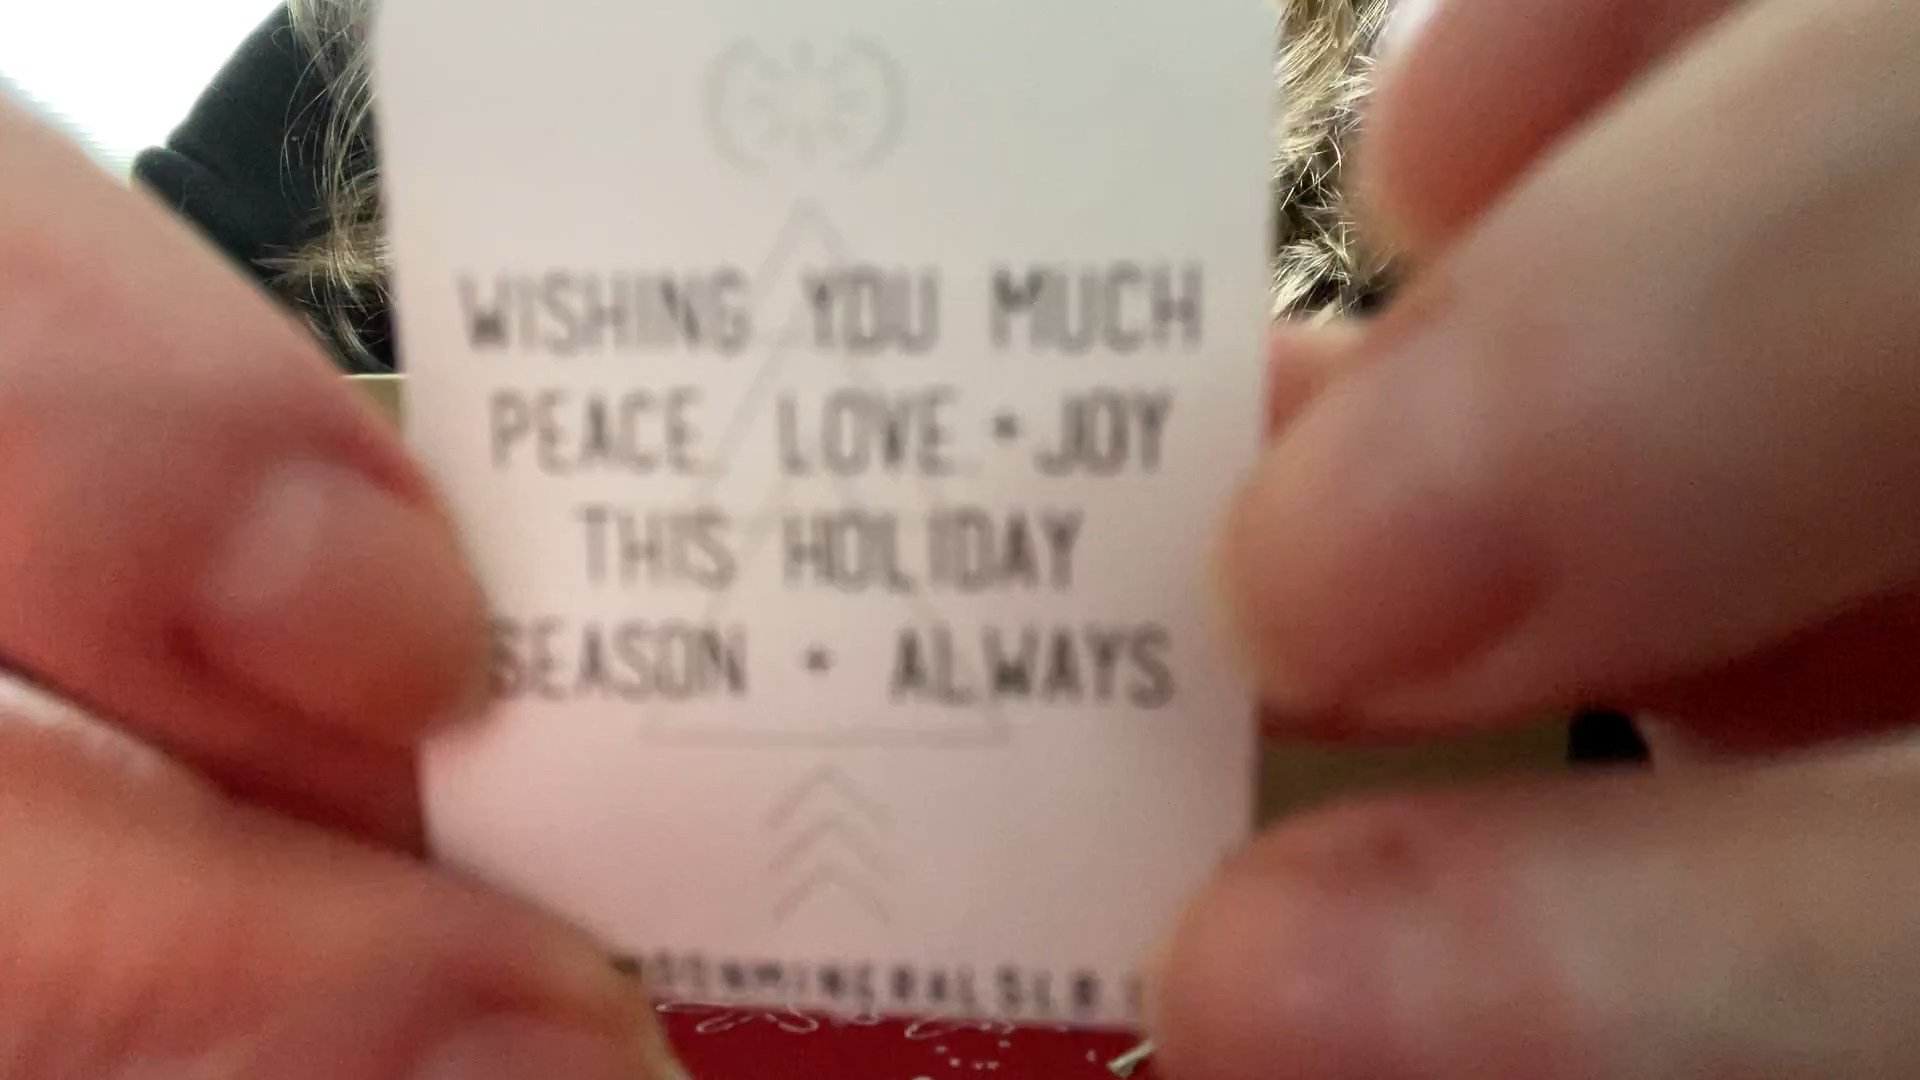 WISHING YOU MUCH
PEACE, LOVE, + JOY
THIS HOLIDAY
SEASON + ALWAYS